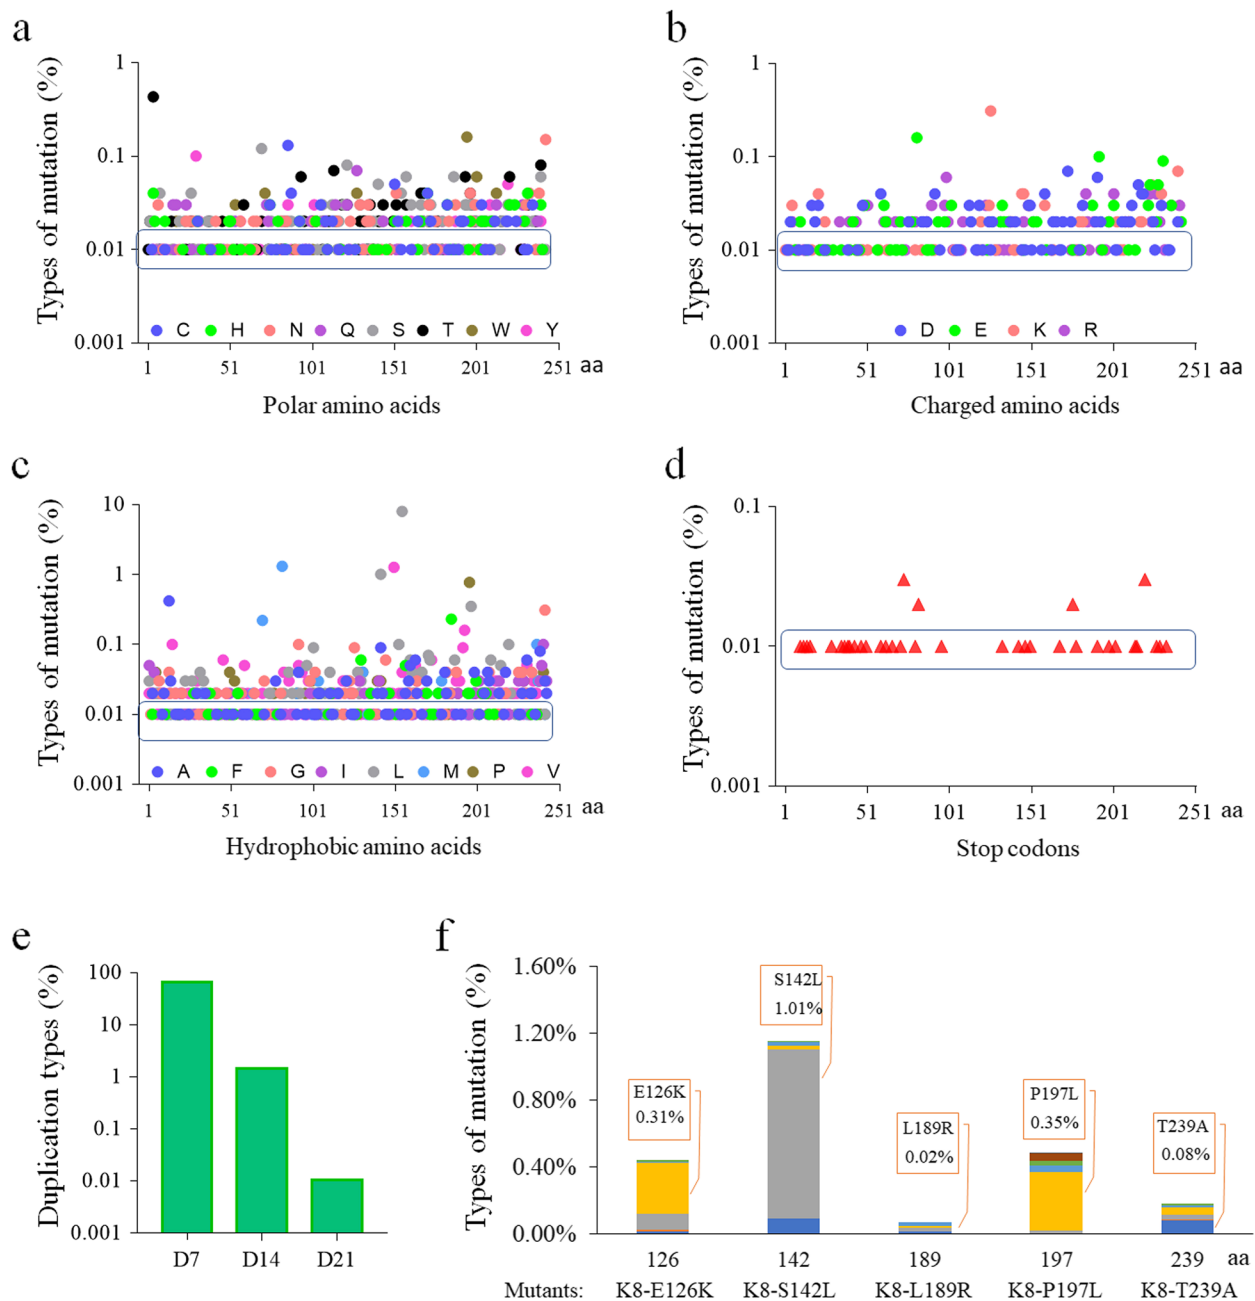 a
Types of mutation (%)
1
0.1
0.01
0.001
C H N Q S T W Y
1 51 101 151 201 251 aa
Polar amino acids
b
Types of mutation (%)
1
0.1
0.01
0.001
D E K R
1 51 101 151 201 251 aa
Charged amino acids
c
Types of mutation (%)
10
1
0.1
0.01
0.001
A F G I L M P V
1 51 101 151 201 251 aa
Hydrophobic amino acids
d
Types of mutation (%)
0.1
0.01
0.001
1 51 101 151 201 251 aa
Stop codons
e
Duplication types (%)
100
10
1
0.1
0.01
0.001
D7 D14 D21
f
Types of mutation (%)
1.60%
1.20%
0.80%
0.40%
0.00%
E126K
0.31%
S142L
1.01%
L189R
0.02%
P197L
0.35%
T239A
0.08%
126 142 189 197 239 aa
Mutants: K8-E126K K8-S142L K8-L189R K8-P197L K8-T239A